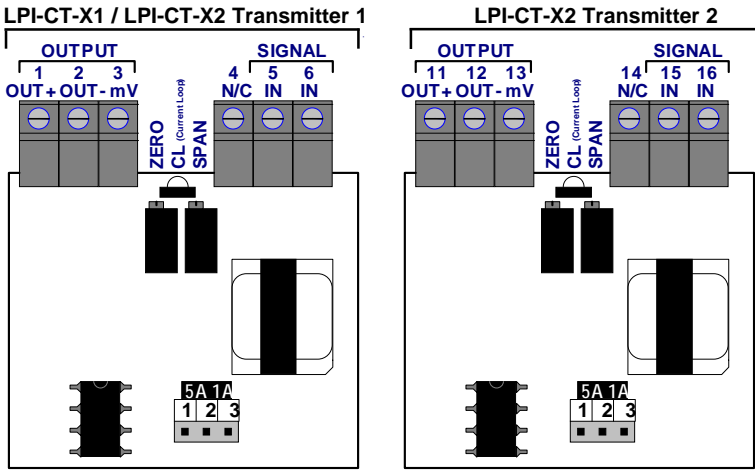 LPI-CT-X1 / LPI-CT-X2 Transmitter 1
OUTPUT
SIGNAL
1 2 3
4 5 6
OUT+ OUT- mV
N/C IN IN
ZERO
CL (Current Loop)
SPAN
5A 1A
1 2 3
LPI-CT-X2 Transmitter 2
OUTPUT
SIGNAL
11 12 13
14 15 16
OUT+ OUT- mV
N/C IN IN
ZERO
CL (Current Loop)
SPAN
5A 1A
1 2 3